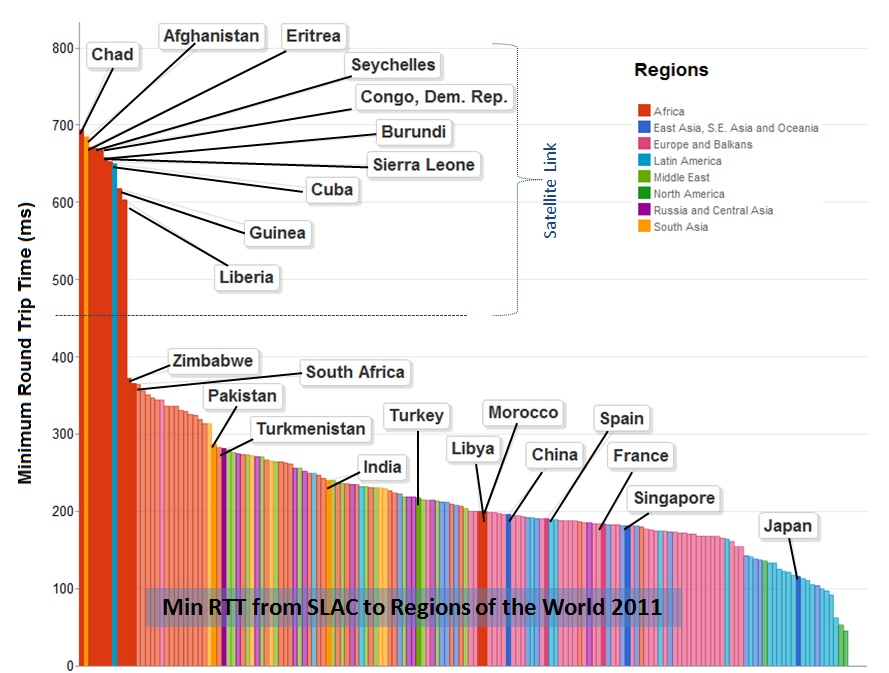 Chad
Afghanistan
Eritrea
Seychelles
Congo, Dem. Rep.
Burundi
Sierra Leone
Cuba
Guinea
Liberia
Satellite Link
Regions
Africa
East Asia, S.E. Asia and Oceania
Europe and Balkans
Latin America
Middle East
North America
Russia and Central Asia
South Asia
Minimum Round Trip Time (ms)
800
700
600
500
400
300
200
100
0
Zimbabwe
South Africa
Pakistan
Turkmenistan
India
Turkey
Libya
Morocco
China
Spain
France
Singapore
Japan
Min RTT from SLAC to Regions of the World 2011